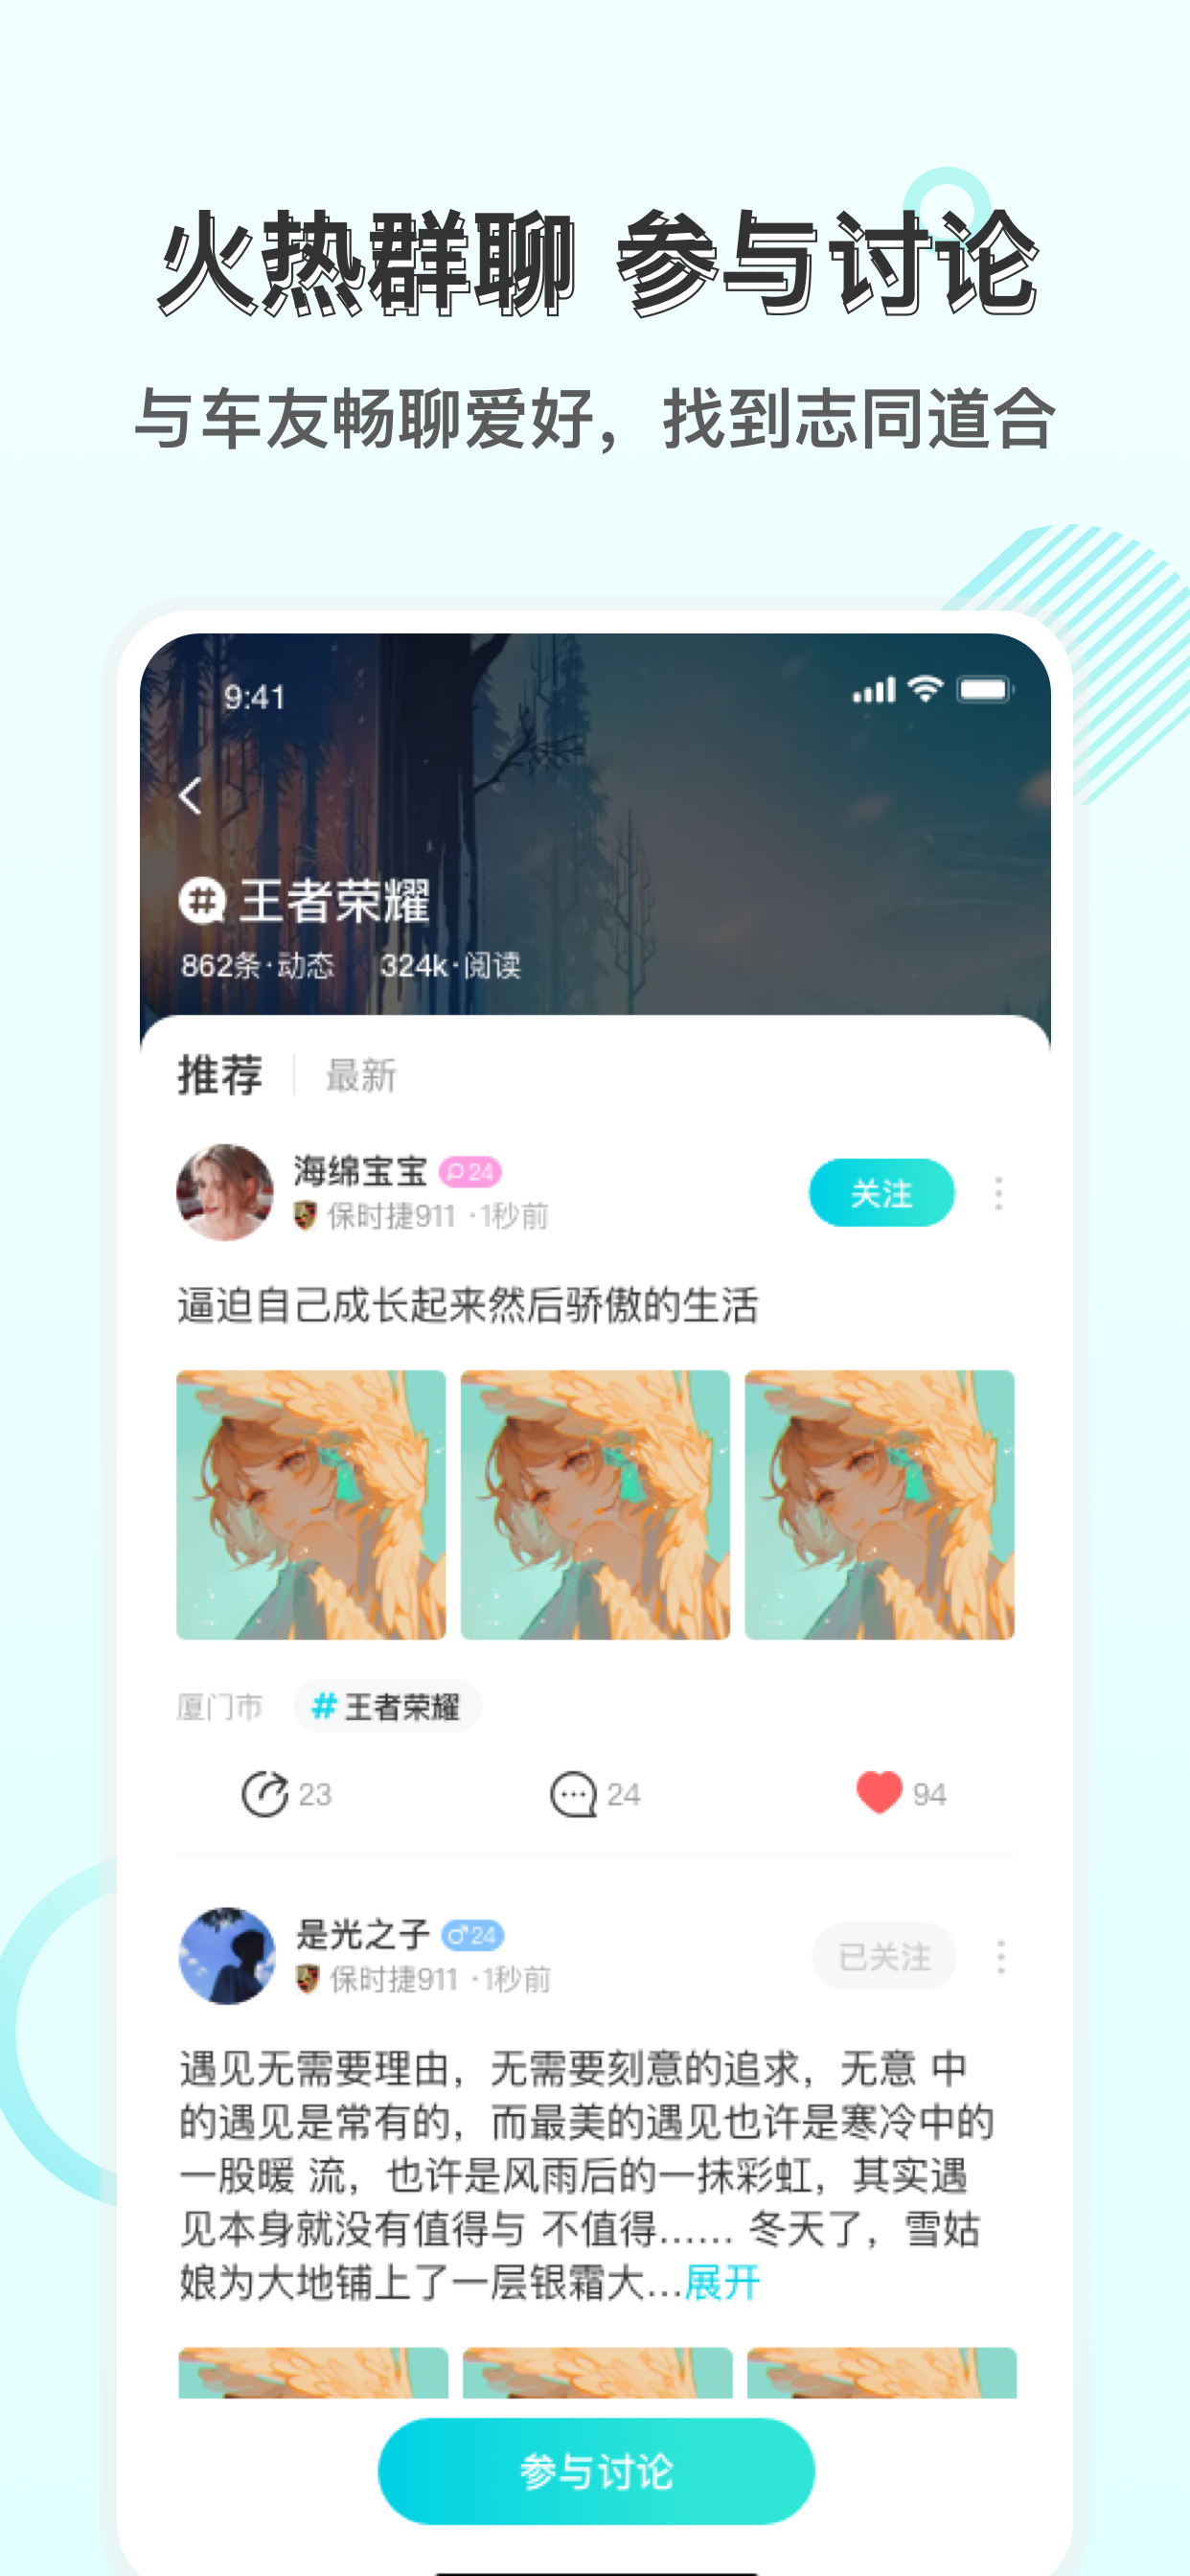 火热群聊 参与讨论
与车友畅聊爱好，找到志同道合
9:41
王者荣耀
862条·动态 324k·阅读
推荐 最新
海绵宝宝 24
保时捷911 ·1秒前
关注
逼迫自己成长起来然后骄傲的生活
厦门市 #王者荣耀
23 24 94
是光之子 ♂24
保时捷911 ·1秒前
已关注
遇见无需要理由，无需要刻意的追求，无意 中
的遇见是常有的，而最美的遇见也许是寒冷中的
一股暖 流，也许是风雨后的一抹彩虹，其实遇
见本身就没有值得与 不值得…… 冬天了，雪姑
娘为大地铺上了一层银霜大...展开
参与讨论